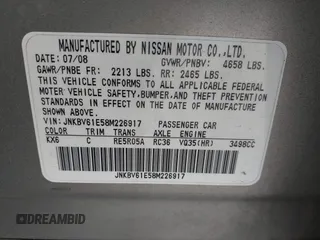 MANUFACTURED BY NISSAN MOTOR CO.,LTD.
DATE: 07/08 GVWR/PNBV: 4658 LBS.
GAWR/PNBE FR: 2213 LBS. RR: 2465 LBS.
THIS VEHICLE CONFORMS TO ALL APPLICABLE FEDERAL
MOTOR VEHICLE SAFETY,BUMPER,AND THEFT PREVENTION
STANDARDS IN EFFECT ON THE DATE OF MANUFACTURE
SHOWN ABOVE.
VIN: JNKBV61E58M226917 PASSENGER CAR
COLOR TRIM TRANS AXLE ENGINE
KX6 C RE5R05A RC36 VQ35(HR) 3498CC
JNKBV61E58M226917
DREAMBID